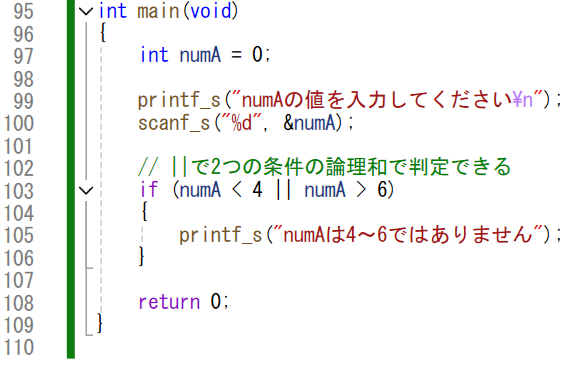 95 int main(void)
96 {
97 int numA = 0;
98
99 printf_s("numAの値を入力してください¥n");
100 scanf_s("%d", &numA);
101
102 // ||で2つの条件の論理和で判定できる
103 if (numA < 4 || numA > 6)
104 {
105 printf_s("numAは4～6ではありません");
106 }
107
108 return 0;
109 }
110